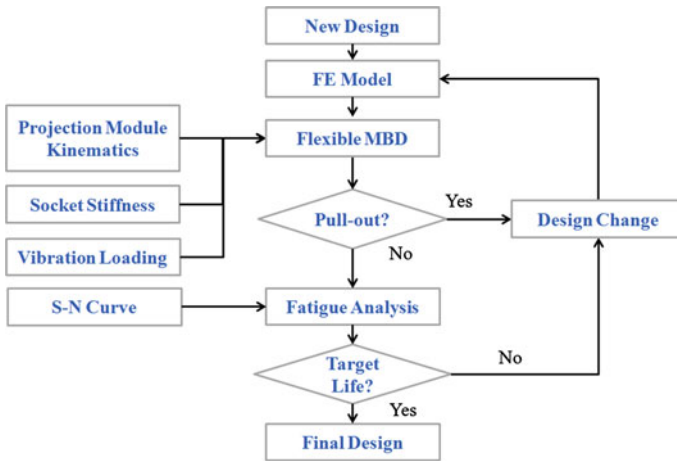 New Design
FE Model
Projection Module
Kinematics
Flexible MBD
Socket Stiffness
Pull-out?
Yes
Design Change
Vibration Loading
No
S-N Curve
Fatigue Analysis
Target
Life?
No
Yes
Final Design